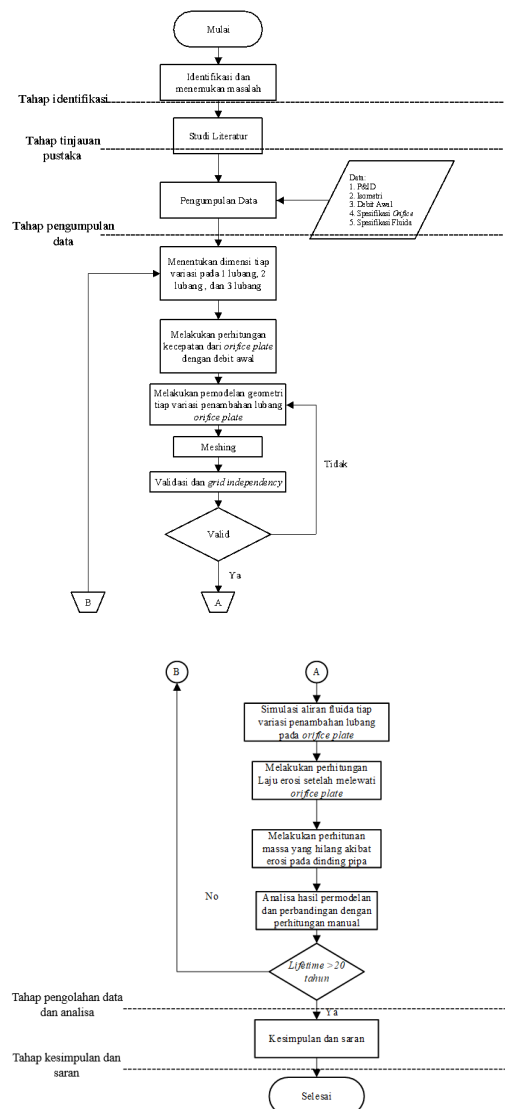 Mulai
Identifikasi dan
menemukan masalah
Tahap identifikasi
Studi Literatur
Tahap tinjauan
pustaka
Pengumpulan Data
Data:
1. P&ID
2. Isometri
3. Debit Awal
4. Spesifikasi Orifice
5. Spesifikasi Fluida
Tahap pengumpulan
data
Menentukan dimensi tiap
variasi pada 1 lubang, 2
lubang , dan 3 lubang
Melakukan perhitungan
kecepatan dari orifice plate
dengan debit awal
Melakukan pemodelan geometri
tiap variasi penambahan lubang
orifice plate
Meshing
Tidak
Validasi dan grid independency
Valid
Ya
B
A
B
A
Simulasi aliran fluida tiap
variasi penambahan lubang
pada orifice plate
Melakukan perhitungan
Laju erosi setelah melewati
orifice plate
Melakukan perhitunan
massa yang hilang akibat
erosi pada dinding pipa
No
Analisa hasil permodelan
dan perbandingan dengan
perhitungan manual
Lifetime >20
tahun
Tahap pengolahan data
dan analisa
Ya
Kesimpulan dan saran
Tahap kesimpulan dan
saran
Selesai